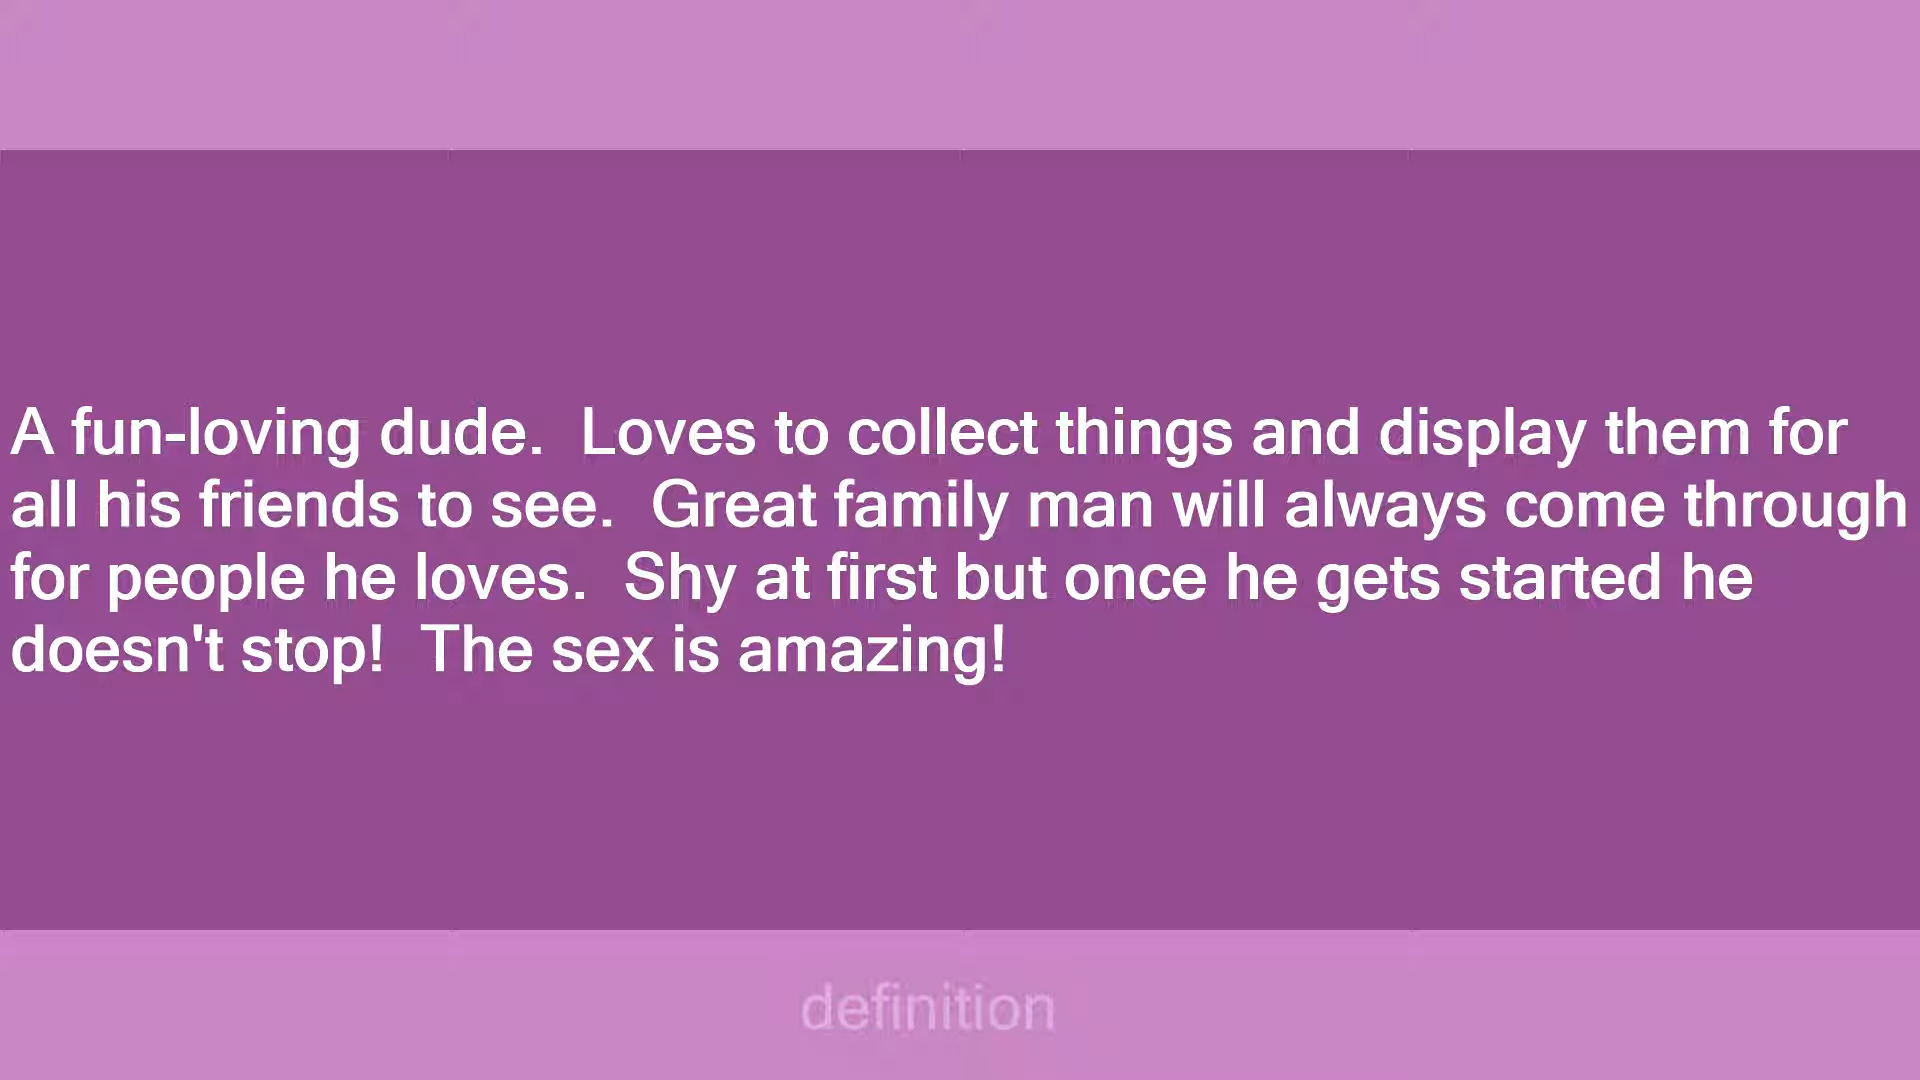 A fun-loving dude.  Loves to collect things and display them for
all his friends to see.  Great family man will always come through
for people he loves.  Shy at first but once he gets started he
doesn't stop!  The sex is amazing!
definition